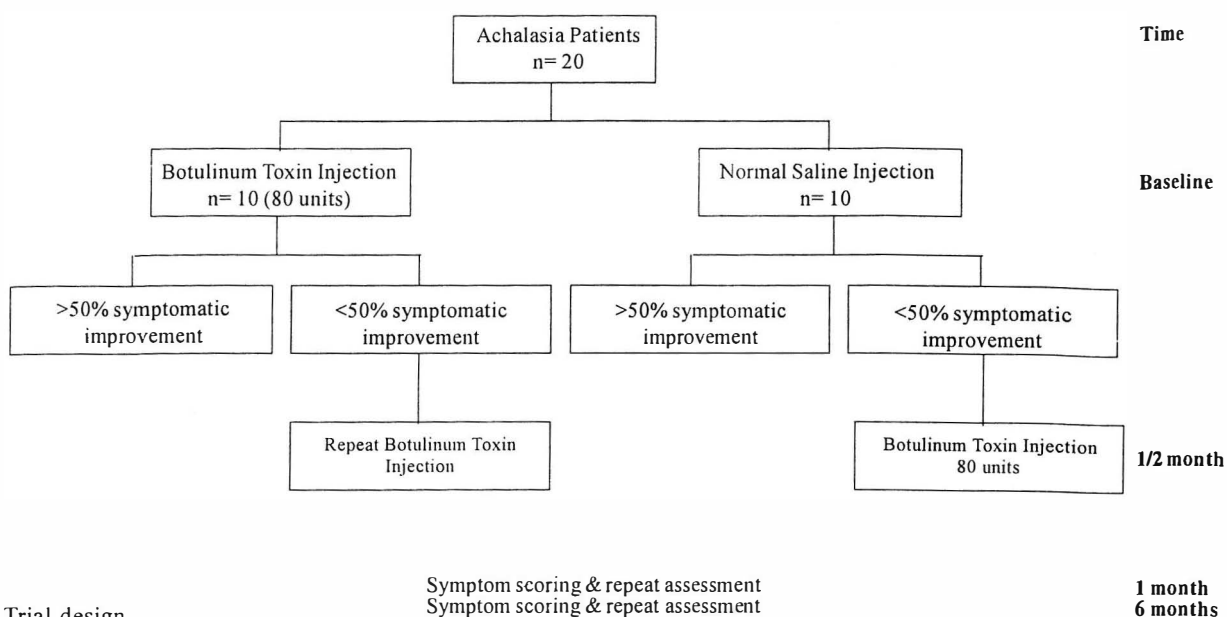 Achalasia Patients
n= 20
Time
Botulinum Toxin Injection
n= 10 (80 units)
Normal Saline Injection
n= 10
Baseline
>50% symptomatic
improvement
<50% symptomatic
improvement
>50% symptomatic
improvement
<50% symptomatic
improvement
Repeat Botulinum Toxin
Injection
Botulinum Toxin Injection
80 units
1/2 month
Symptom scoring & repeat assessment
1 month
Symptom scoring & repeat assessment
6 months
Trial design